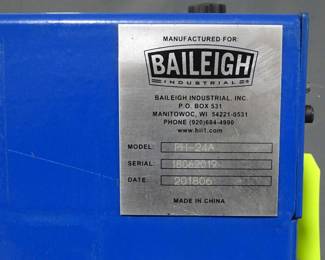 MANUFACTURED FOR:
BAILEIGH
INDUSTRIAL
BAILEIGH INDUSTRIAL, INC.
P.O. BOX 531
MANITOWOC, WI 54221-0531
PHONE (920)684-4990
www.bii1.com
MODEL: PH-24A
SERIAL: 18062019
DATE: 201806
MADE IN CHINA